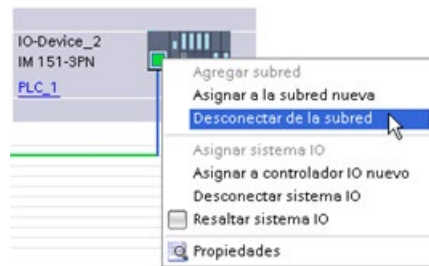 IO-Device_2
IM 151-3PN
PLC_1
Agregar subred
Asignar a la subred nueva
Desconectar de la subred
Asignar sistema IO
Asignar a controlador IO nuevo
Desconectar sistema IO
Resaltar sistema IO
Propiedades